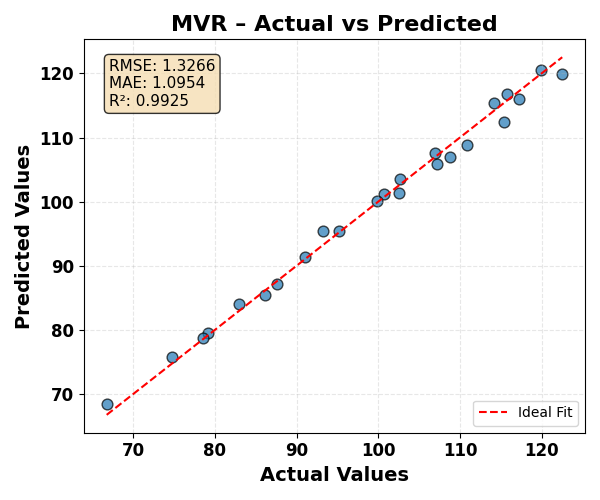 MVR – Actual vs Predicted
RMSE: 1.3266
MAE: 1.0954
R²: 0.9925
Predicted Values
120
110
100
90
80
70
70 80 90 100 110 120
Actual Values
Ideal Fit